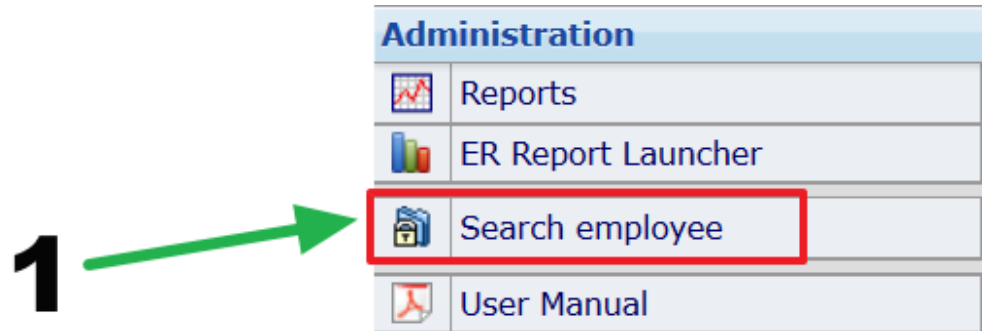 Administration
Reports
ER Report Launcher
1
Search employee
User Manual